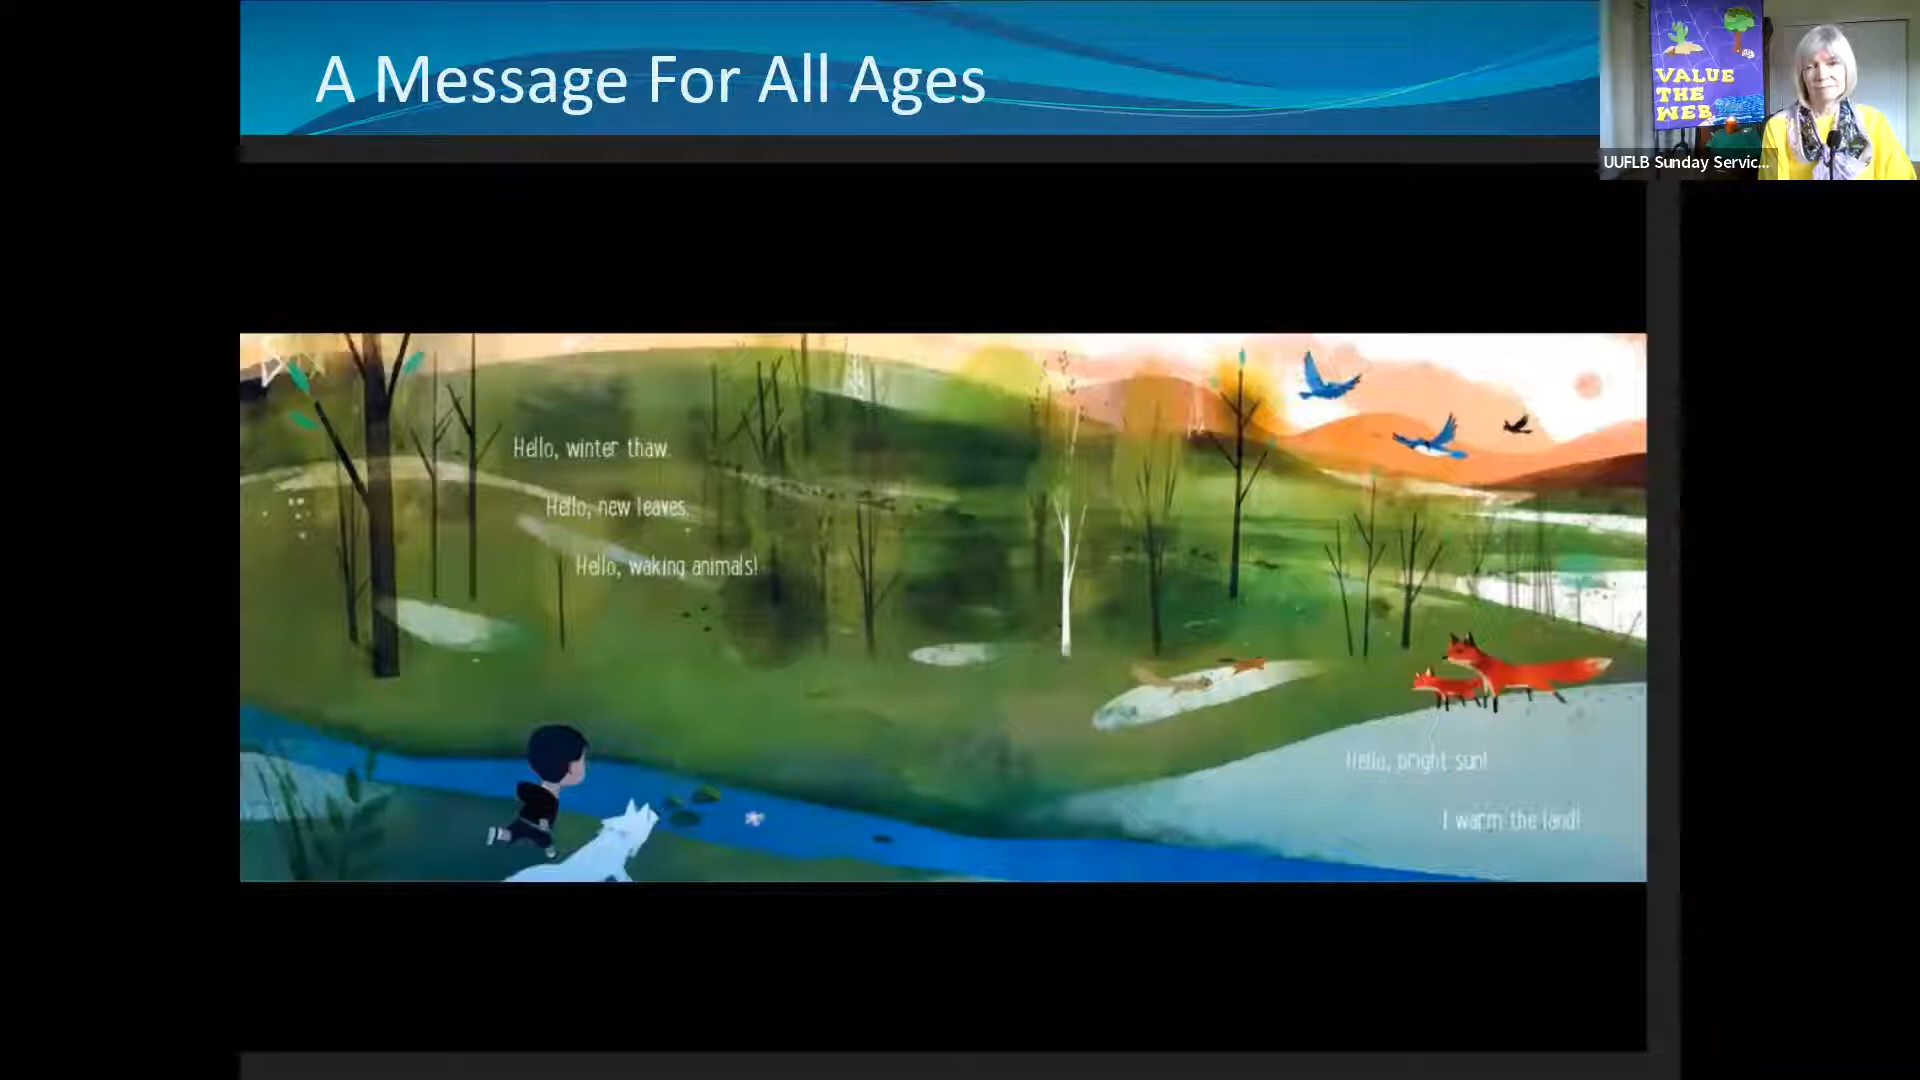 A Message For All Ages
VALUE
THE
WEB
UUFLB Sunday Servic...
Hello, winter thaw.
Hello, new leaves.
Hello, waking animals!
Hello, bright sun!
I warm the land!